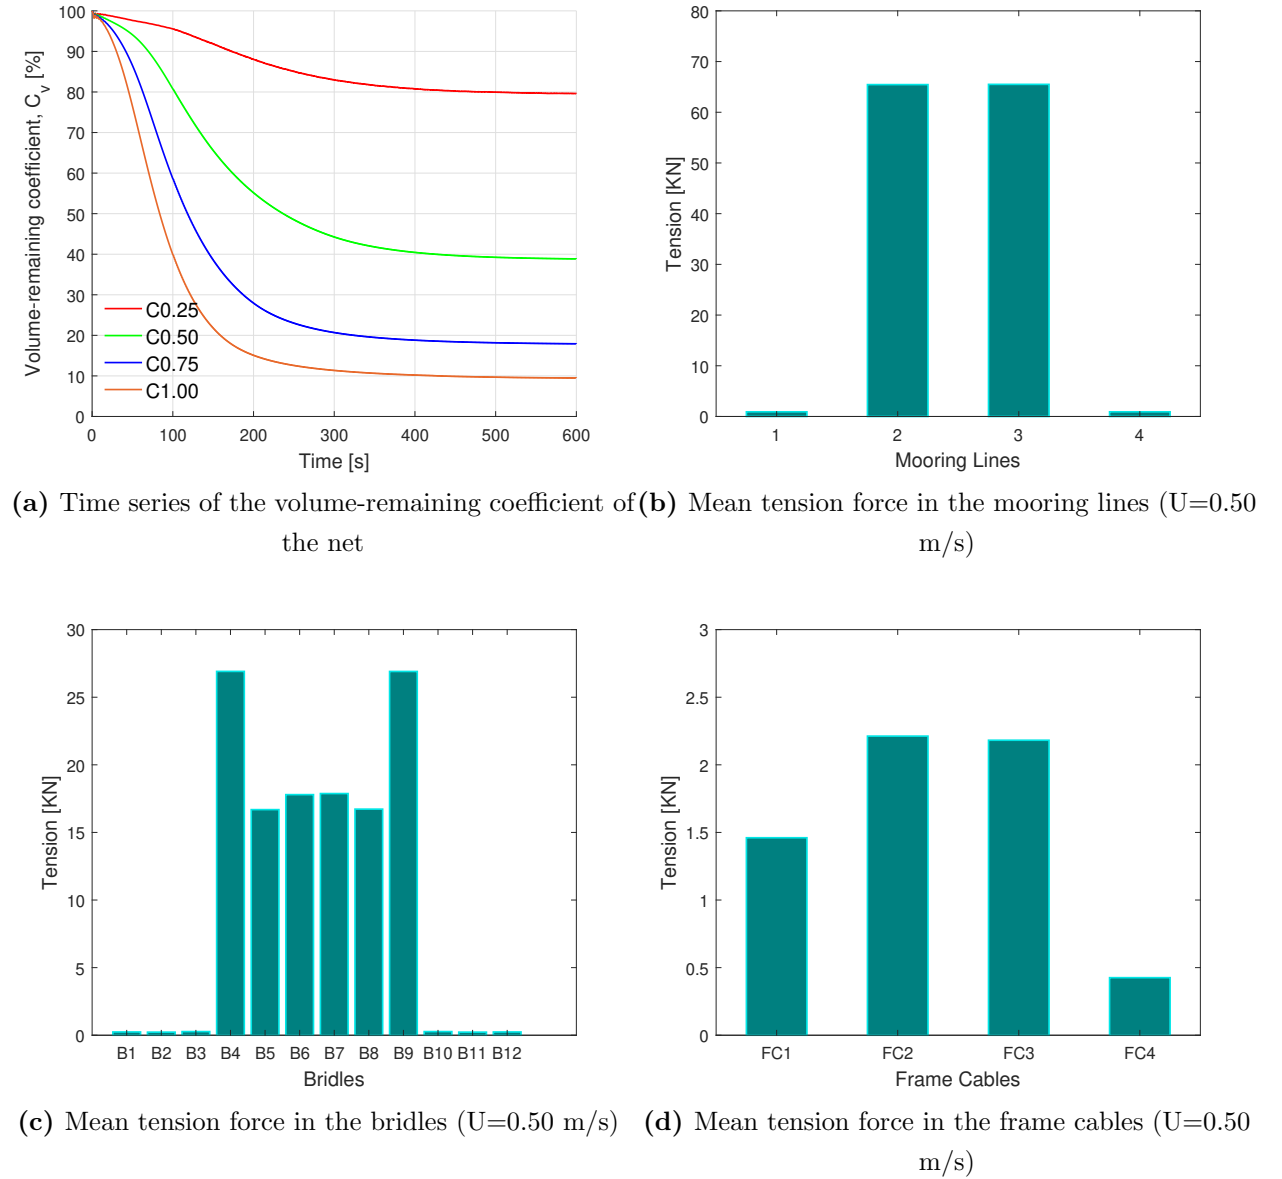 Volume-remaining coefficient, C_v [%]
100
90
80
70
60
50
40
30
20
10
0
C0.25
C0.50
C0.75
C1.00
0 100 200 300 400 500 600
Time [s]
(a) Time series of the volume-remaining coefficient of
the net
Tension [KN]
80
70
60
50
40
30
20
10
0
1 2 3 4
Mooring Lines
(b) Mean tension force in the mooring lines (U=0.50
m/s)
Tension [KN]
30
25
20
15
10
5
0
B1 B2 B3 B4 B5 B6 B7 B8 B9 B10 B11 B12
Bridles
(c) Mean tension force in the bridles (U=0.50 m/s)
Tension [KN]
3
2.5
2
1.5
1
0.5
0
FC1 FC2 FC3 FC4
Frame Cables
(d) Mean tension force in the frame cables (U=0.50
m/s)